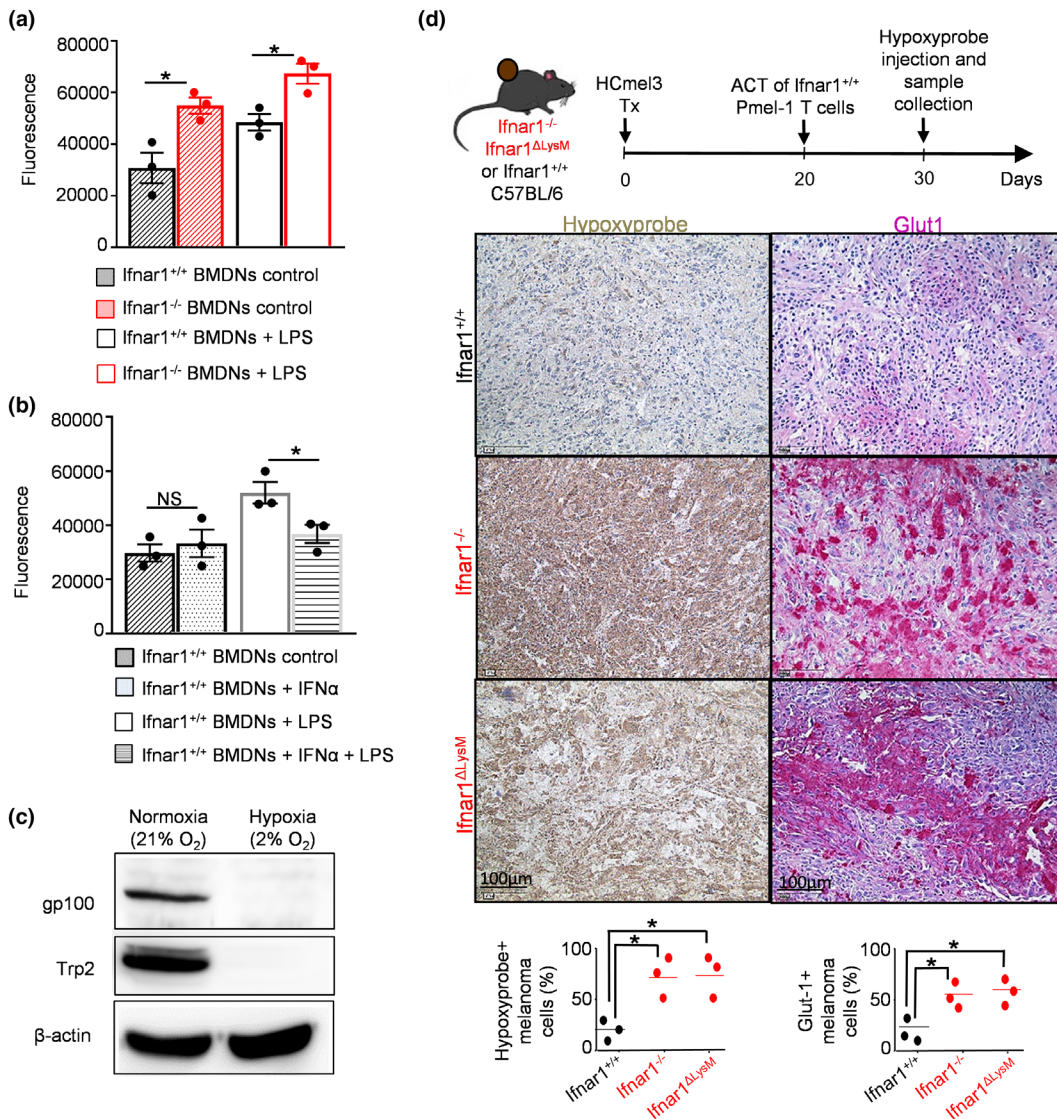 (a)
80000
60000
40000
20000
0
Fluorescence
*
*
Ifnar1+/+ BMDNs control
Ifnar1-/- BMDNs control
Ifnar1+/+ BMDNs + LPS
Ifnar1-/- BMDNs + LPS
(b)
80000
60000
40000
20000
0
Fluorescence
NS
*
Ifnar1+/+ BMDNs control
Ifnar1+/+ BMDNs + IFNα
Ifnar1+/+ BMDNs + LPS
Ifnar1+/+ BMDNs + IFNα + LPS
(c)
Normoxia
(21% O2)
Hypoxia
(2% O2)
gp100
Trp2
β-actin
(d)
Ifnar1-/-
Ifnar1ΔLysM
or Ifnar1+/+
C57BL/6
HCmel3
Tx
ACT of Ifnar1+/+
Pmel-1 T cells
Hypoxyprobe
injection and
sample
collection
0
20
30
Days
Hypoxyprobe
Glut1
Ifnar1+/+
Ifnar1-/-
Ifnar1ΔLysM
100µm
100µm
Hypoxyprobe+
melanoma
cells (%)
100
50
0
*
*
Ifnar1+/+
Ifnar1-/-
Ifnar1ΔLysM
Glut-1+
melanoma
cells (%)
100
50
0
*
*
Ifnar1+/+
Ifnar1-/-
Ifnar1ΔLysM